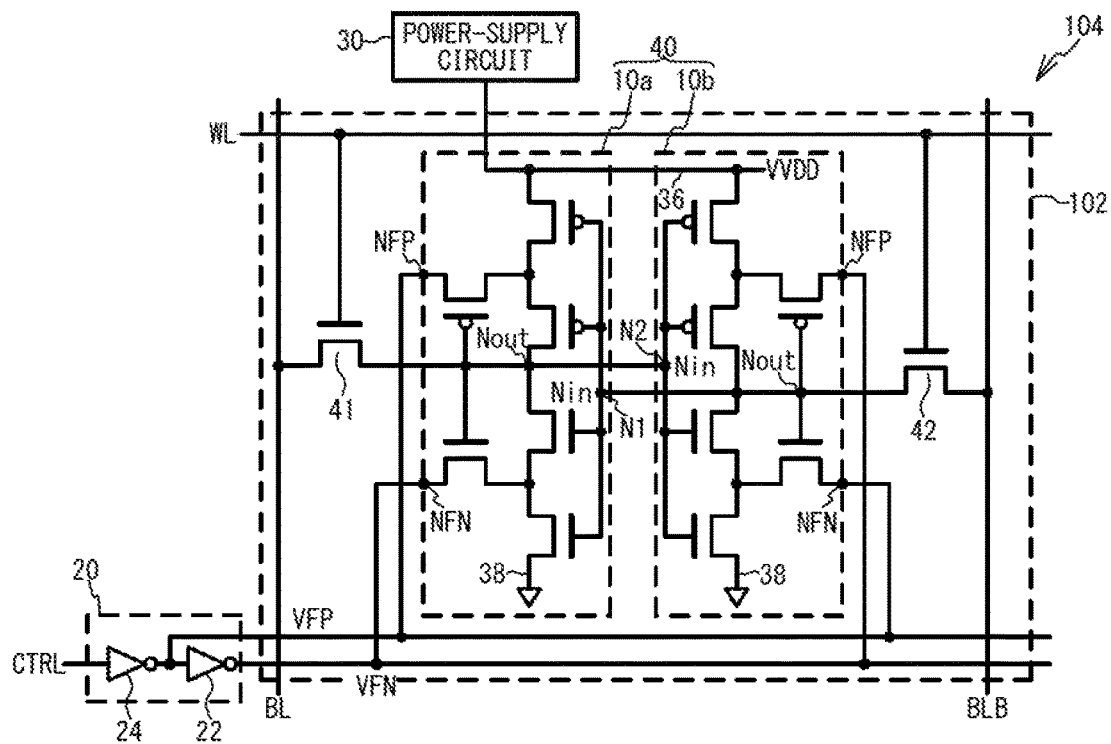 30
POWER-SUPPLY
CIRCUIT
104
40
10a
10b
WL
VVDD
36
102
NFP
NFP
Nout
N2
Nin
Nout
Nin
N1
41
42
NFN
NFN
38
38
20
VFP
CTRL
VFN
24
22
BL
BLB